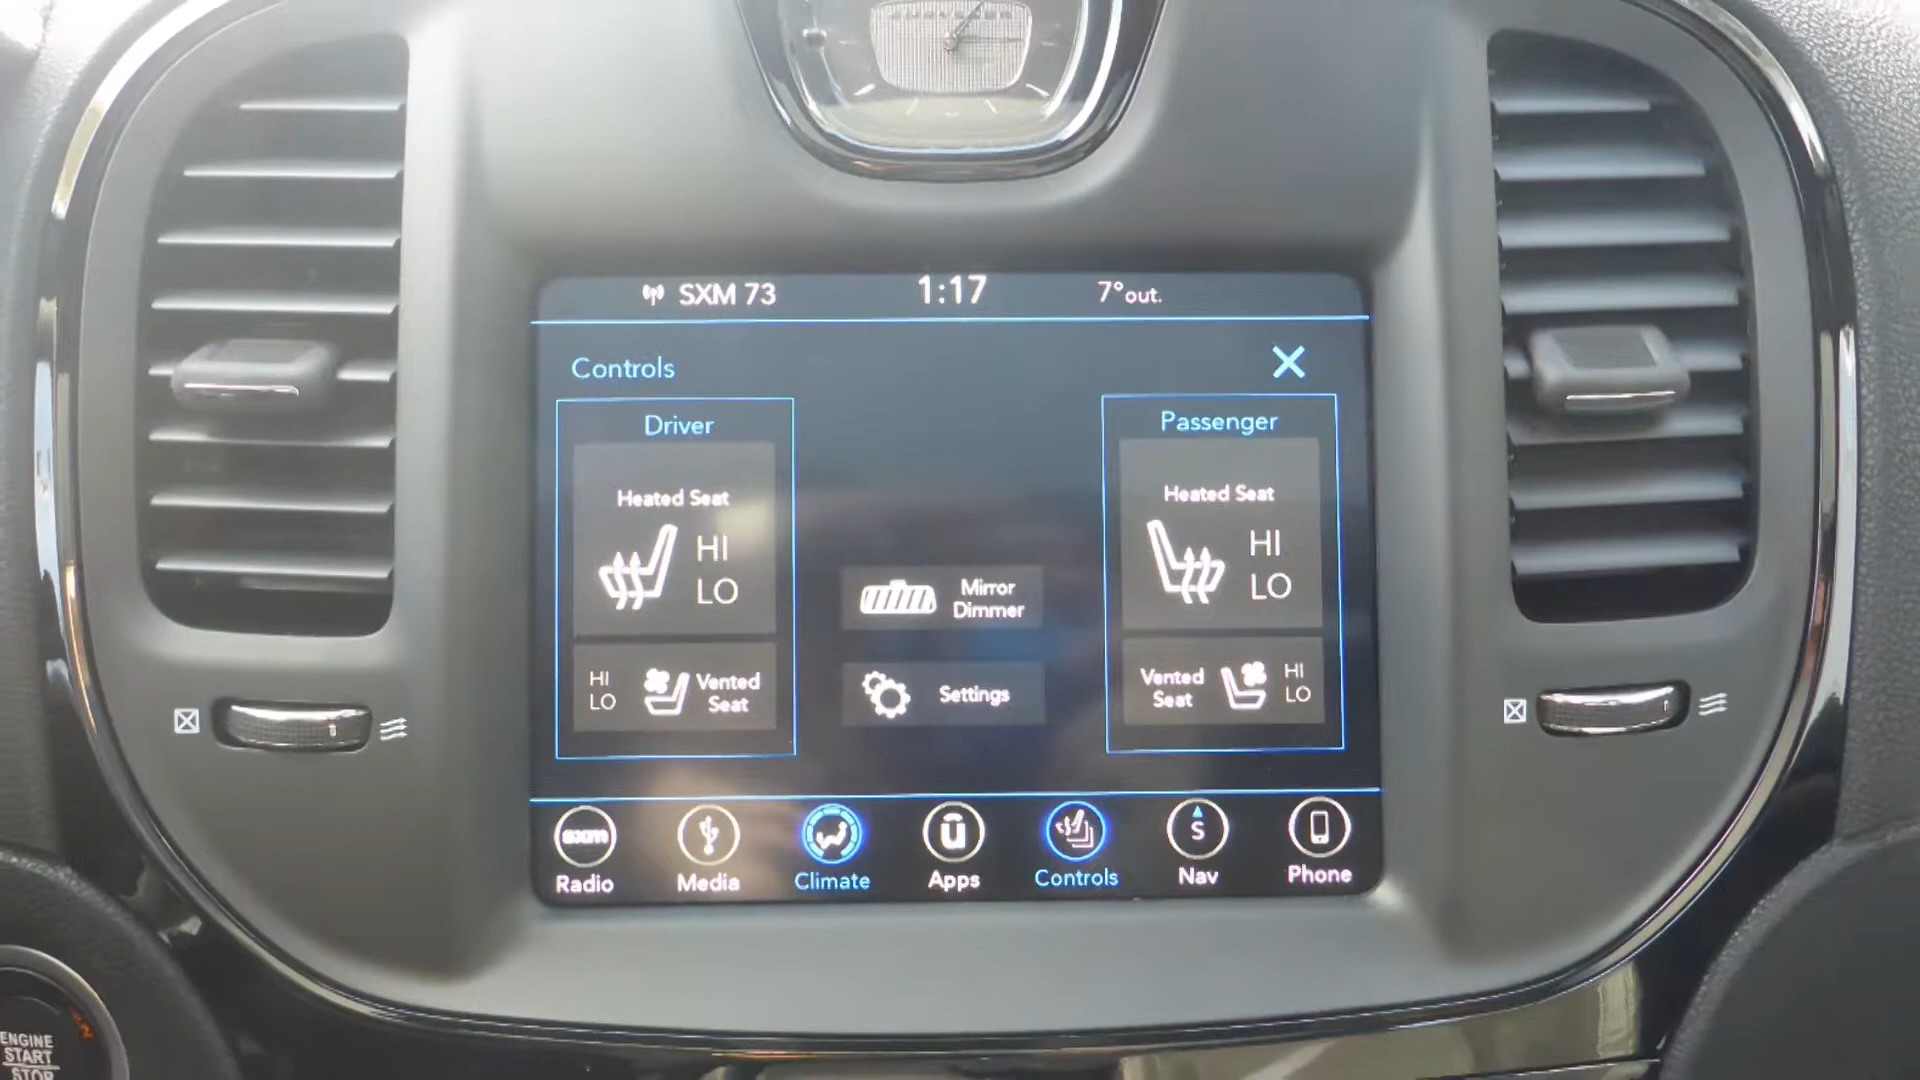 CHRYSLER
SXM 73
1:17
7°out.
Controls
Driver
Heated Seat
HI
LO
HI
LO
Vented
Seat
Mirror
Dimmer
Settings
Passenger
Heated Seat
HI
LO
Vented
Seat
HI
LO
sxm
Radio
Media
Climate
ü
Apps
Controls
S
Nav
Phone
ENGINE
START
STOP